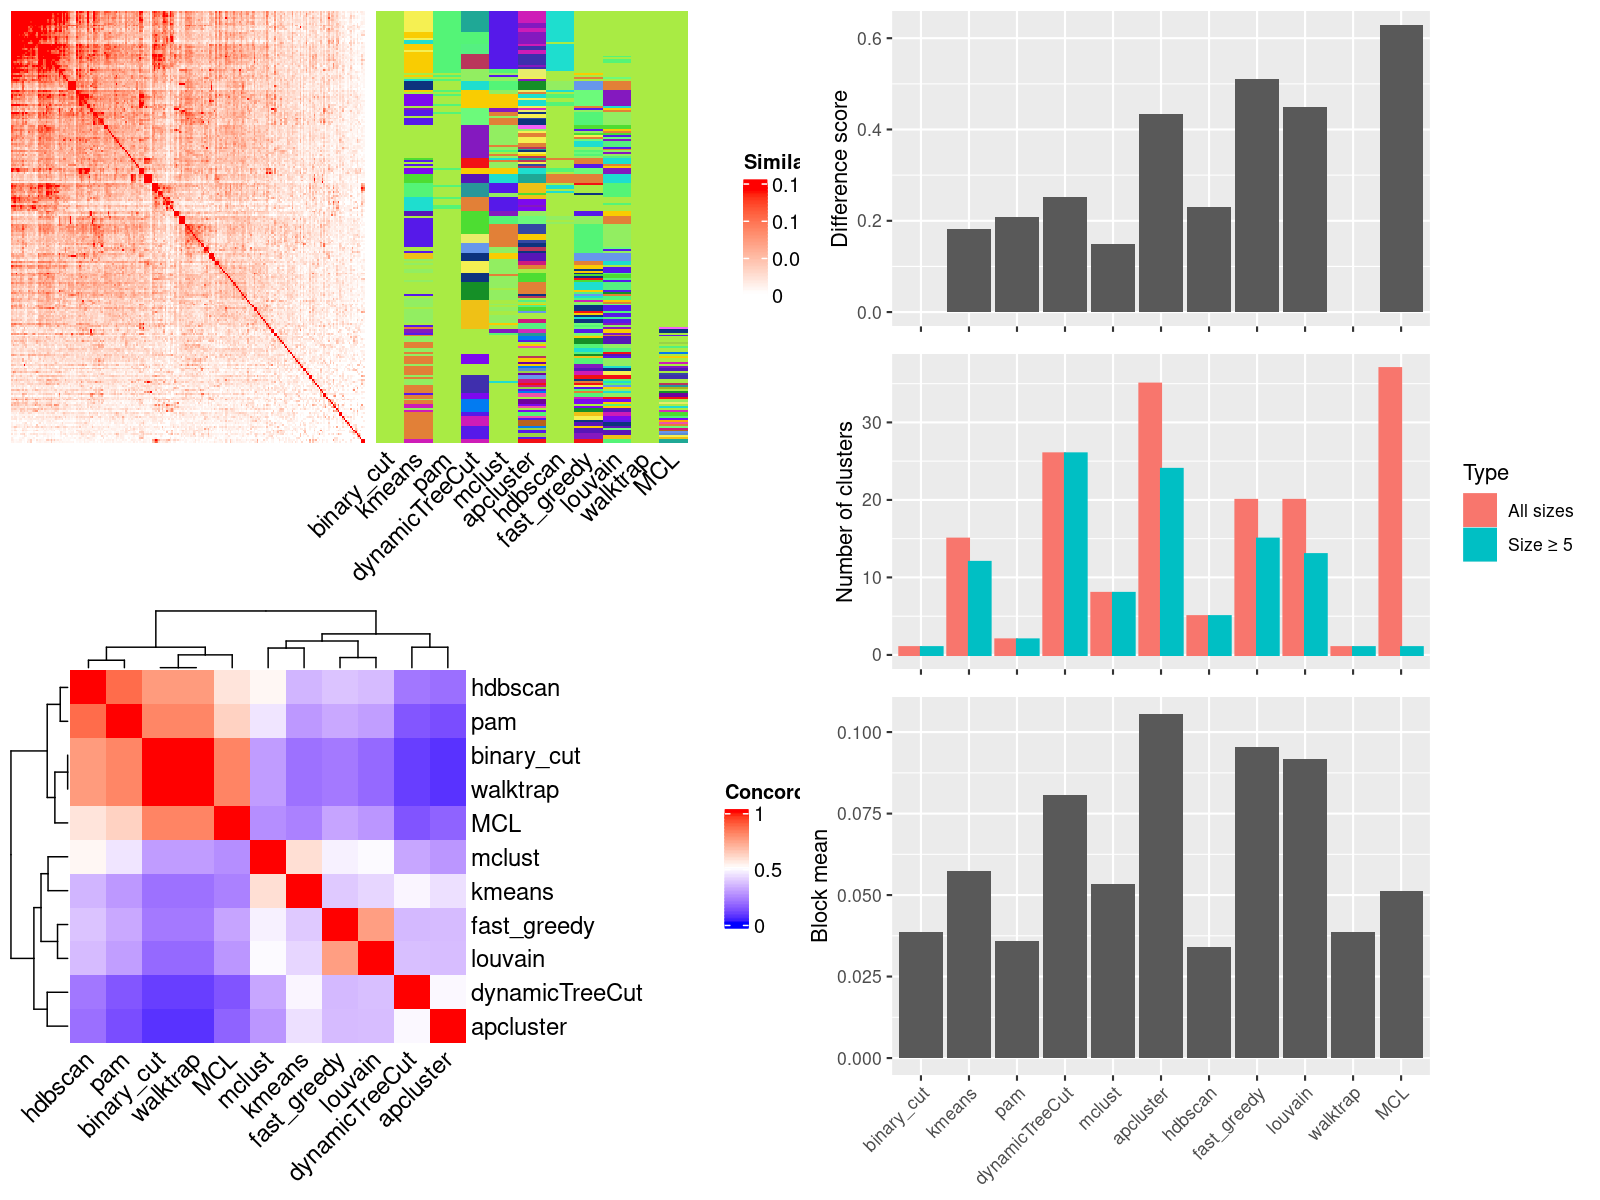 Simila
0.1
0.1
0.0
0
binary_cut
kmeans
pam
dynamicTreeCut
mclust
apcluster
hdbscan
fast_greedy
louvain
walktrap
MCL
hdbscan
pam
binary_cut
walktrap
MCL
mclust
kmeans
fast_greedy
louvain
dynamicTreeCut
apcluster
hdbscan
pam
binary_cut
walktrap
MCL
mclust
kmeans
fast_greedy
louvain
dynamicTreeCut
apcluster
Concord
1
0.5
0
Difference score
0.6
0.4
0.2
0.0
Number of clusters
30
20
10
0
Type
All sizes
Size ≥ 5
Block mean
0.100
0.075
0.050
0.025
0.000
binary_cut
kmeans
pam
dynamicTreeCut
mclust
apcluster
hdbscan
fast_greedy
louvain
walktrap
MCL